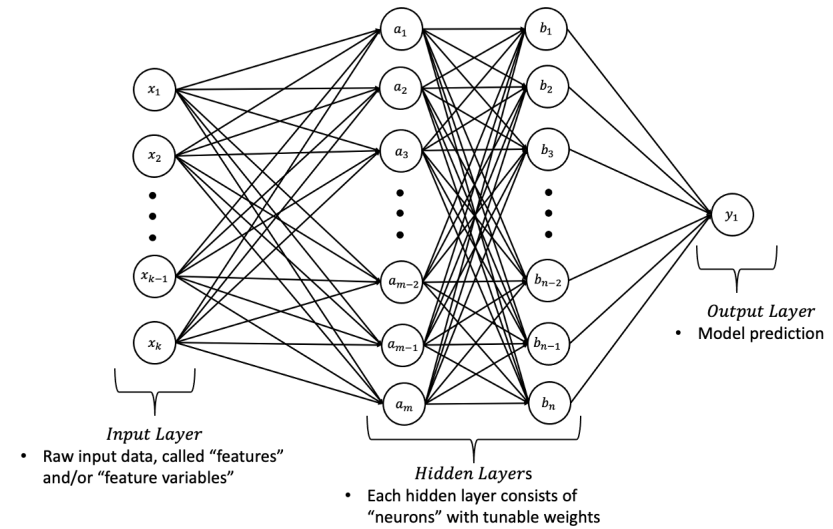 x₁
x₂
xₖ₋₁
xₖ
a₁
a₂
a₃
aₘ₋₂
aₘ₋₁
aₘ
b₁
b₂
b₃
bₙ₋₂
bₙ₋₁
bₙ
y₁
Input Layer
• Raw input data, called “features”
and/or “feature variables”
Hidden Layers
• Each hidden layer consists of
“neurons” with tunable weights
Output Layer
• Model prediction